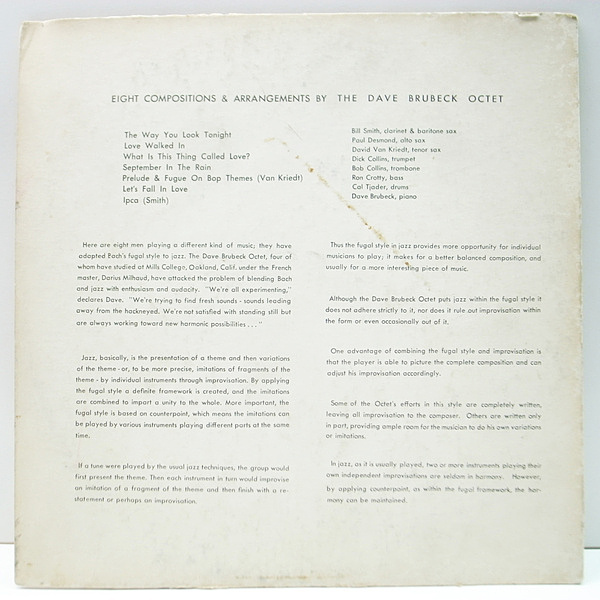 EIGHT COMPOSITIONS & ARRANGEMENTS BY THE DAVE BRUBECK OCTET
The Way You Look Tonight
Love Walked In
What Is This Thing Called Love?
September In The Rain
Prelude & Fugue On Bop Themes (Van Kriedt)
Let's Fall In Love
Ipca (Smith)
Bill Smith, clarinet & baritone sax
Paul Desmond, alto sax
David Van Kriedt, tenor sax
Dick Collins, trumpet
Bob Collins, trombone
Ron Crotty, bass
Cal Tjader, drums
Dave Brubeck, piano
Here are eight men playing a different kind of music; they have
adapted Bach's fugal style to jazz. The Dave Brubeck Octet, four of
whom have studied at Mills College, Oakland, Calif. under the French
master, Darius Milhaud, have attacked the problem of blending Bach
and jazz with enthusiasm and audacity. "We're all experimenting,"
declares Dave. "We're trying to find fresh sounds - sounds leading
away from the hackneyed. We're not satisfied with standing still but
are always working toward new harmonic possibilities . . . "
Jazz, basically, is the presentation of a theme and then variations
of the theme - or, to be more precise, imitations of fragments of the
theme - by individual instruments through improvisation. By applying
the fugal style a definite framework is created, and the imitations
are combined to impart a unity to the whole. More important, the
fugal style is based on counterpoint, which means the imitations can
be played by various instruments playing different parts at the same
time.
If a tune were played by the usual jazz techniques, the group would
first present the theme. Then each instrument in turn would improvise
an imitation of a fragment of the theme and then finish with a re-
statement or perhaps an improvisation.
Thus the fugal style in jazz provides more opportunity for individual
musicians to play; it makes for a better balanced composition, and
usually for a more interesting piece of music.
Although the Dave Brubeck Octet puts jazz within the fugal style it
does not adhere strictly to it, nor does it rule out improvisation within
the form or even occasionally out of it.
One advantage of combining the fugal style and improvisation is
that the player is able to picture the complete composition and can
adjust his improvisation accordingly.
Some of the Octet's efforts in this style are completely written,
leaving all improvisation to the composer. Others are written only
in part, providing ample room for the musician to do his own variations
or imitations.
In jazz, as it is usually played, two or more instruments playing their
own independent improvisations are seldom in harmony. However,
by applying counterpoint, as within the fugal framework, the har-
mony can be maintained.